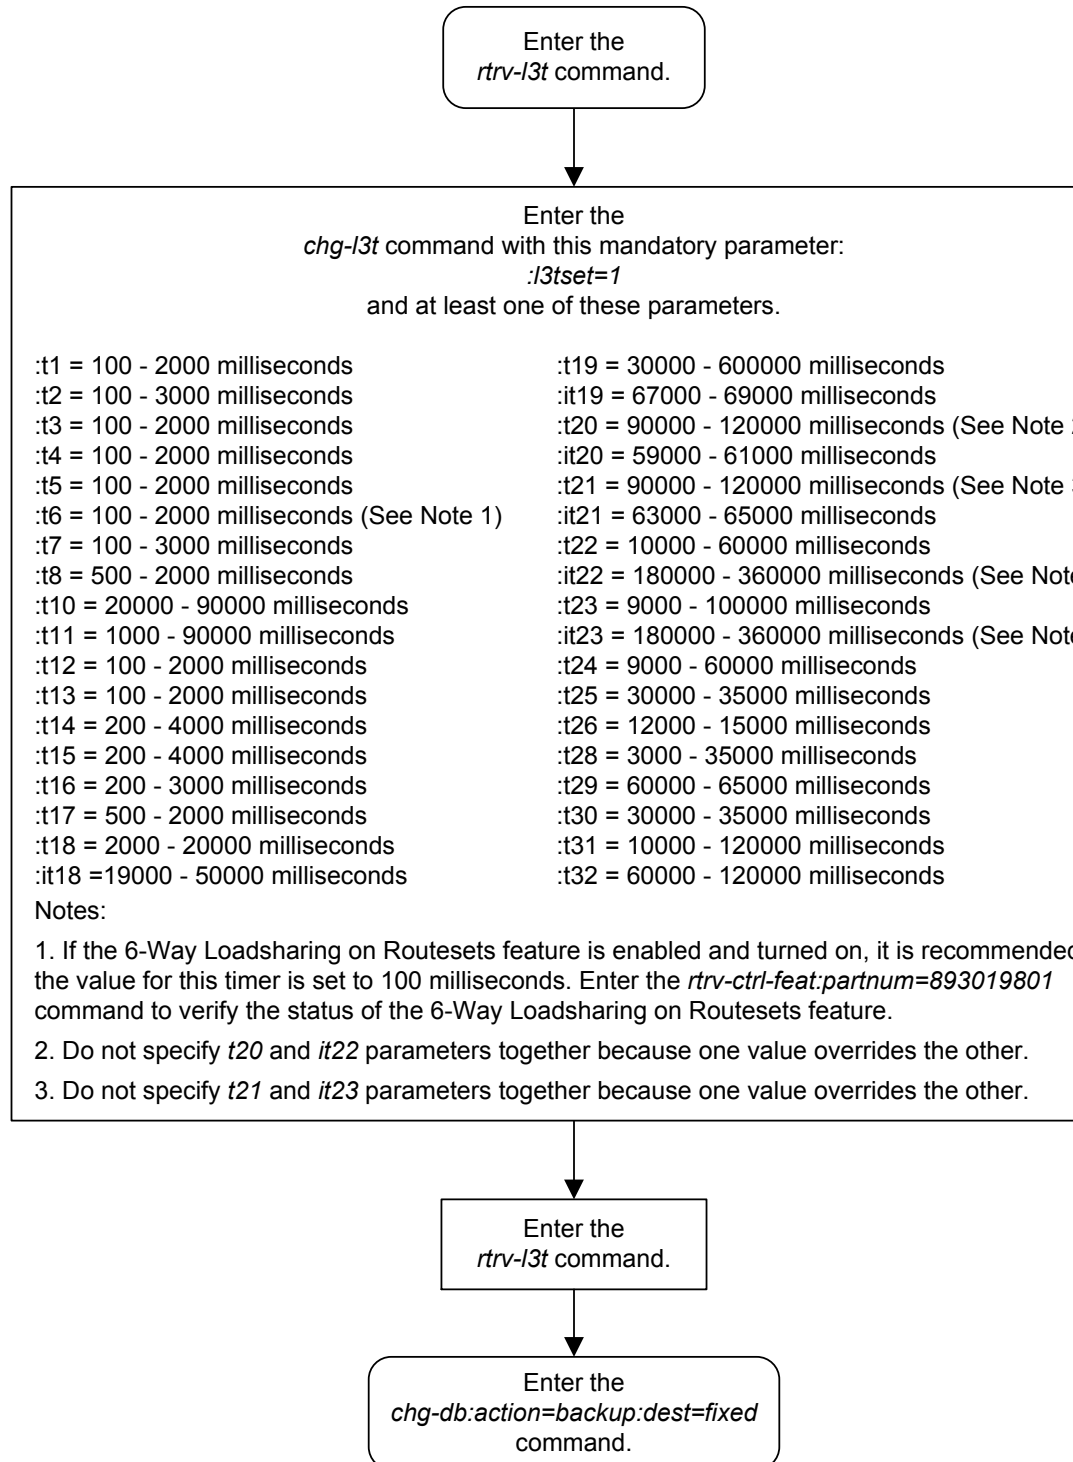 Enter the
rtrv-l3t command.
Enter the
chg-l3t command with this mandatory parameter:
:l3tset=1
and at least one of these parameters.
:t1 = 100 - 2000 milliseconds
:t2 = 100 - 3000 milliseconds
:t3 = 100 - 2000 milliseconds
:t4 = 100 - 2000 milliseconds
:t5 = 100 - 2000 milliseconds
:t6 = 100 - 2000 milliseconds (See Note 1)
:t7 = 100 - 3000 milliseconds
:t8 = 500 - 2000 milliseconds
:t10 = 20000 - 90000 milliseconds
:t11 = 1000 - 90000 milliseconds
:t12 = 100 - 2000 milliseconds
:t13 = 100 - 2000 milliseconds
:t14 = 200 - 4000 milliseconds
:t15 = 200 - 4000 milliseconds
:t16 = 200 - 3000 milliseconds
:t17 = 500 - 2000 milliseconds
:t18 = 2000 - 20000 milliseconds
:it18 =19000 - 50000 milliseconds
:t19 = 30000 - 600000 milliseconds
:it19 = 67000 - 69000 milliseconds
:t20 = 90000 - 120000 milliseconds (See Note
:it20 = 59000 - 61000 milliseconds
:t21 = 90000 - 120000 milliseconds (See Note
:it21 = 63000 - 65000 milliseconds
:t22 = 10000 - 60000 milliseconds
:it22 = 180000 - 360000 milliseconds (See Note
:t23 = 9000 - 100000 milliseconds
:it23 = 180000 - 360000 milliseconds (See Note
:t24 = 9000 - 60000 milliseconds
:t25 = 30000 - 35000 milliseconds
:t26 = 12000 - 15000 milliseconds
:t28 = 3000 - 35000 milliseconds
:t29 = 60000 - 65000 milliseconds
:t30 = 30000 - 35000 milliseconds
:t31 = 10000 - 120000 milliseconds
:t32 = 60000 - 120000 milliseconds
Notes:
1. If the 6-Way Loadsharing on Routesets feature is enabled and turned on, it is recommended
the value for this timer is set to 100 milliseconds. Enter the rtrv-ctrl-feat:partnum=893019801
command to verify the status of the 6-Way Loadsharing on Routesets feature.
2. Do not specify t20 and it22 parameters together because one value overrides the other.
3. Do not specify t21 and it23 parameters together because one value overrides the other.
Enter the
rtrv-l3t command.
Enter the
chg-db:action=backup:dest=fixed
command.